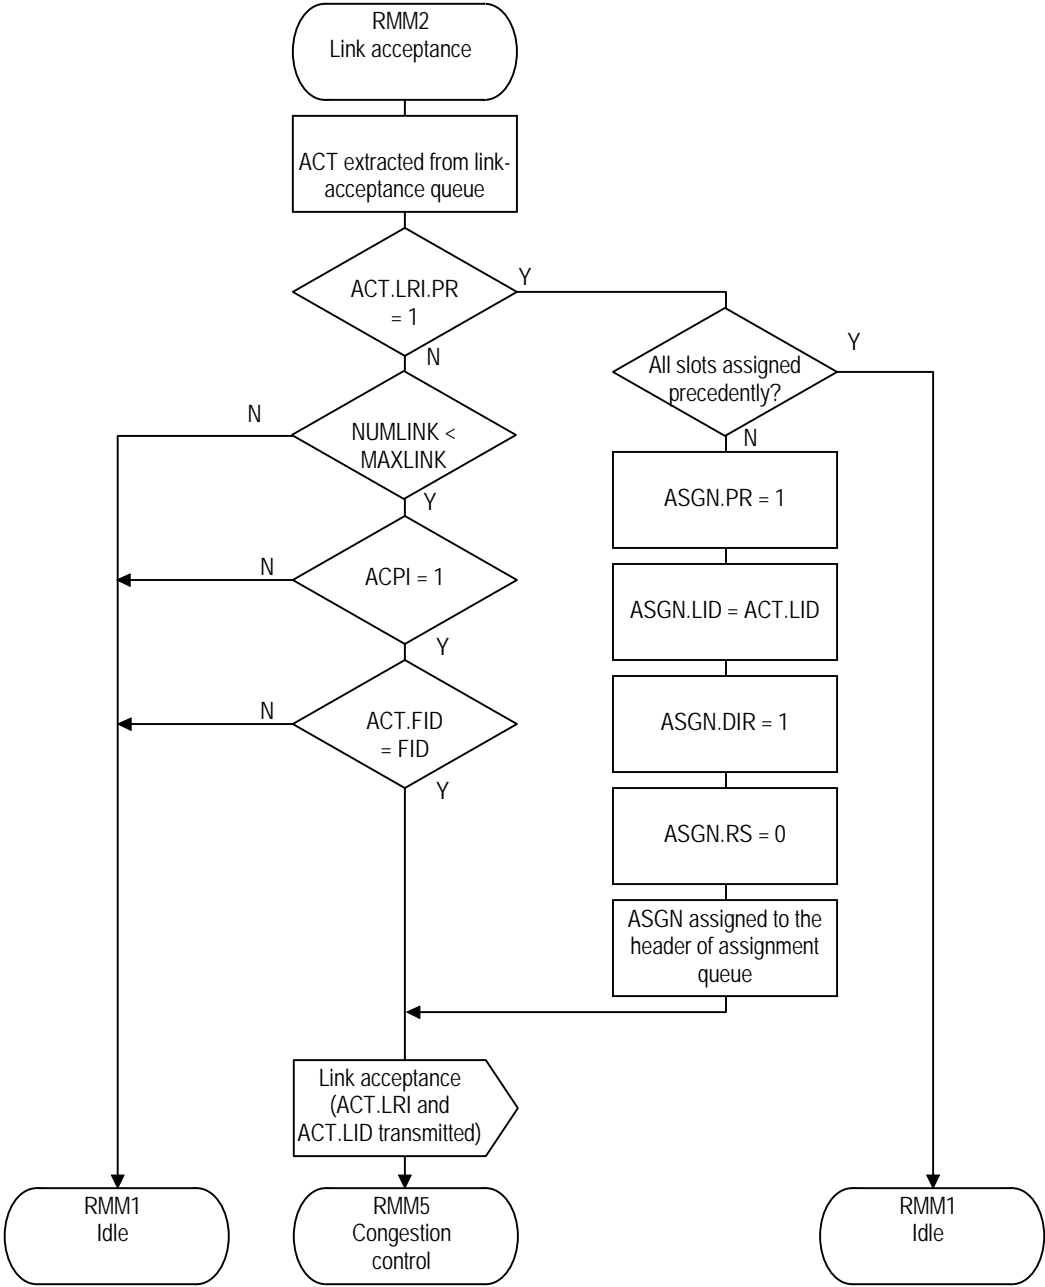 RMM2
Link acceptance
ACT extracted from link-
acceptance queue
ACT.LRI.PR
= 1
Y
N
All slots assigned
precedently?
Y
N
NUMLINK <
MAXLINK
N
Y
ASGN.PR = 1
ACPI = 1
N
Y
ASGN.LID = ACT.LID
ACT.FID
= FID
N
Y
ASGN.DIR = 1
ASGN.RS = 0
ASGN assigned to the
header of assignment
queue
Link acceptance
(ACT.LRI and
ACT.LID transmitted)
RMM1
Idle
RMM5
Congestion
control
RMM1
Idle